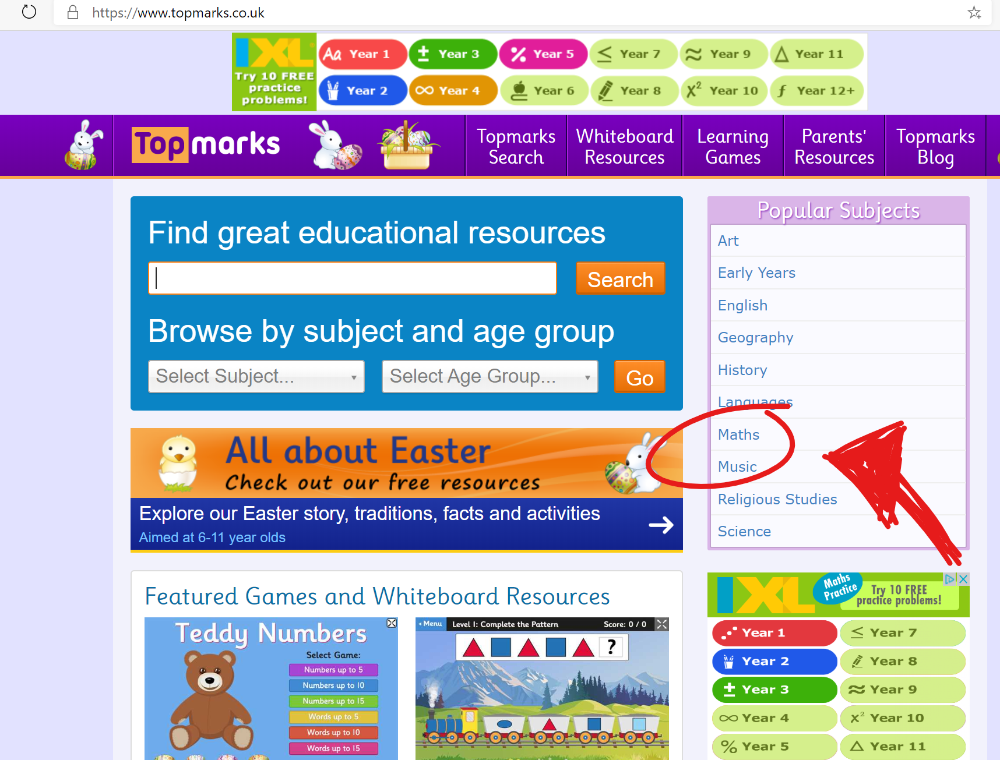 https://www.topmarks.co.uk
IXL
Try 10 FREE
practice
problems!
Aa Year 1
± Year 3
% Year 5
≤ Year 7
≈ Year 9
△ Year 11
Year 2
∞ Year 4
Year 6
Year 8
X² Year 10
ƒ Year 12+
Topmarks
Topmarks
Search
Whiteboard
Resources
Learning
Games
Parents'
Resources
Topmarks
Blog
Find great educational resources
Search
Browse by subject and age group
Select Subject...
Select Age Group...
Go
All about Easter
Check out our free resources
Explore our Easter story, traditions, facts and activities
Aimed at 6-11 year olds
Featured Games and Whiteboard Resources
Teddy Numbers
Select Game:
Numbers up to 5
Numbers up to 10
Numbers up to 15
Words up to 5
Words up to 10
Words up to 15
Menu
Level 1: Complete the Pattern
Score: 0 / 0
?
Popular Subjects
Art
Early Years
English
Geography
History
Languages
Maths
Music
Religious Studies
Science
IXL
Maths
Practice
Try 10 FREE
practice problems!
Year 1
≤ Year 7
Year 2
Year 8
± Year 3
≈ Year 9
∞ Year 4
x² Year 10
% Year 5
△ Year 11